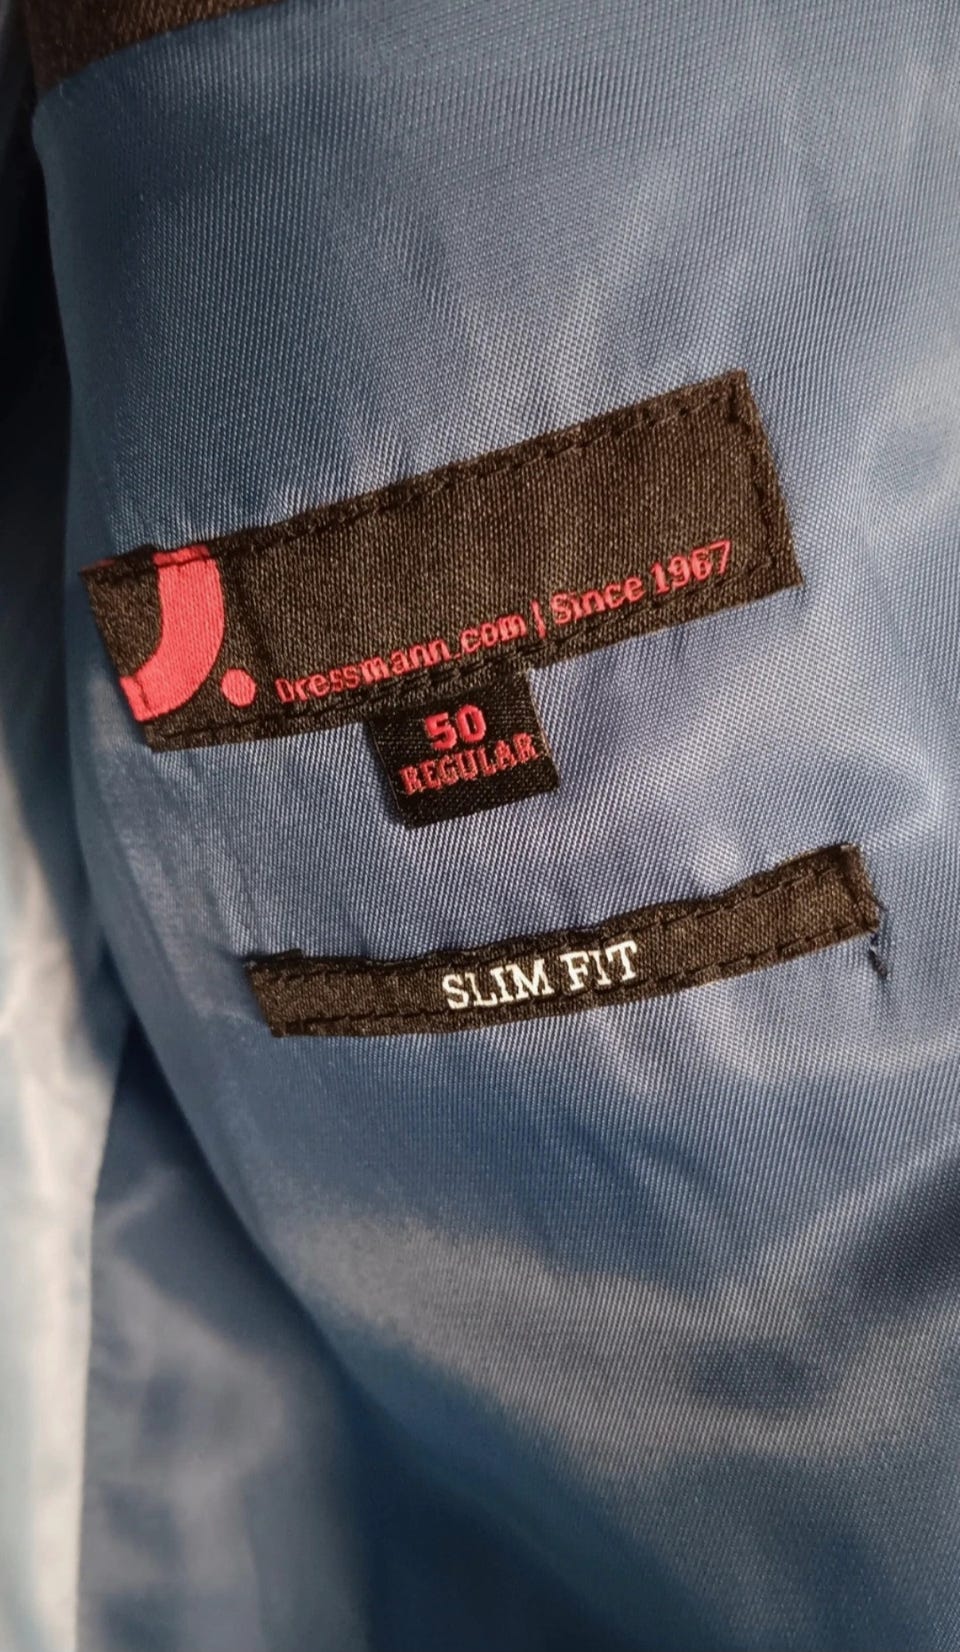 Dressmann.com | Since 1967
50
REGULAR
SLIM FIT